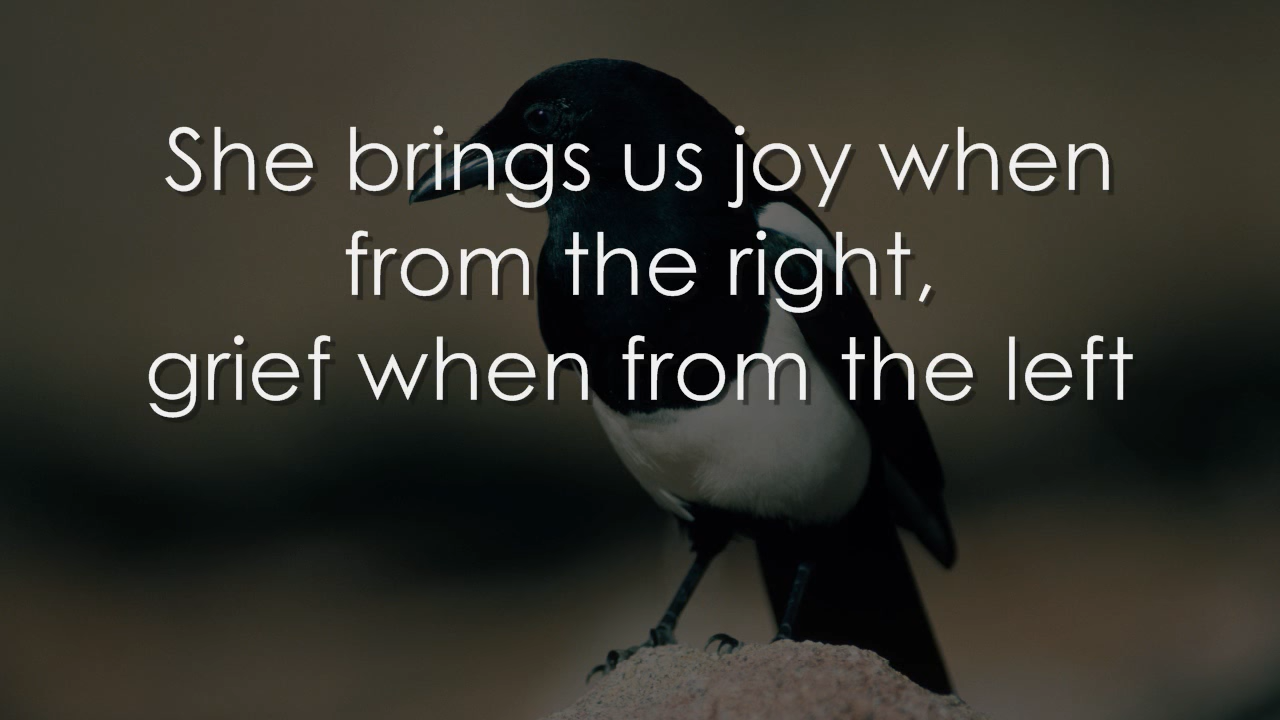 She brings us joy when
from the right,
grief when from the left